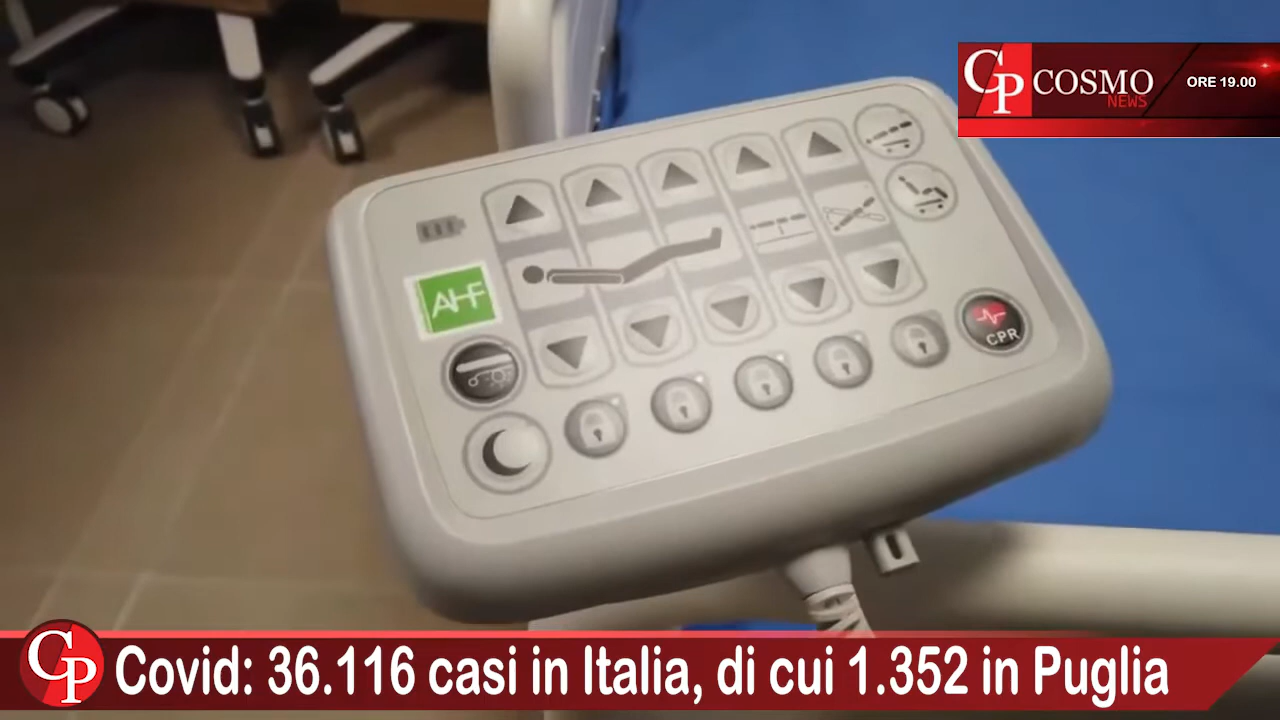 CP COSMO
NEWS
ORE 19.00
AHF
CPR
CP Covid: 36.116 casi in Italia, di cui 1.352 in Puglia